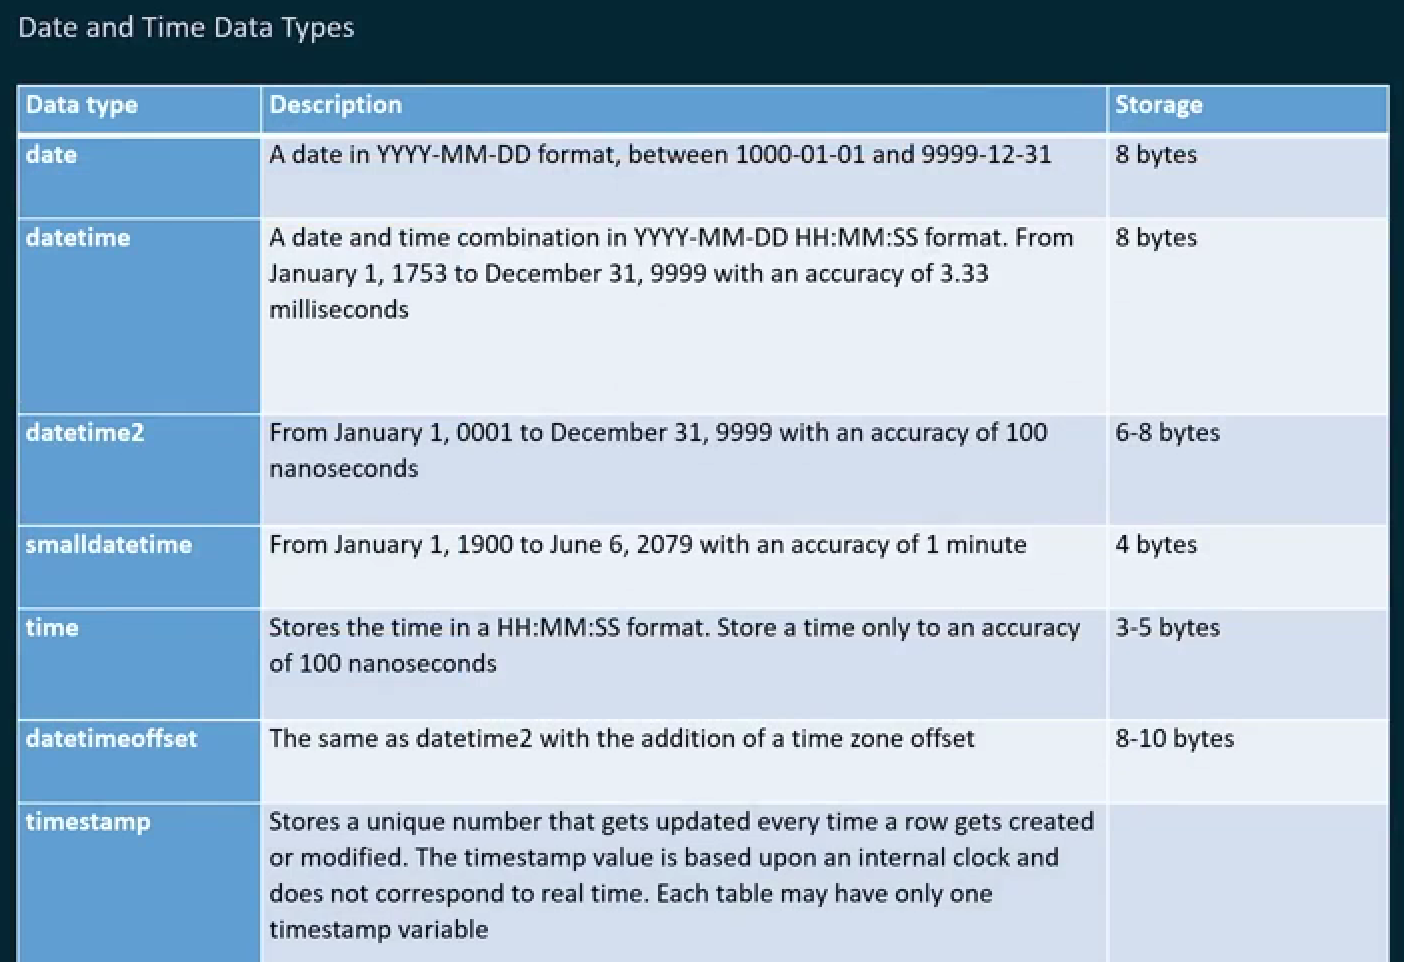 Date and Time Data Types
Data type Description Storage
date A date in YYYY-MM-DD format, between 1000-01-01 and 9999-12-31 8 bytes
datetime A date and time combination in YYYY-MM-DD HH:MM:SS format. From 8 bytes
January 1, 1753 to December 31, 9999 with an accuracy of 3.33
milliseconds
datetime2 From January 1, 0001 to December 31, 9999 with an accuracy of 100 6-8 bytes
nanoseconds
smalldatetime From January 1, 1900 to June 6, 2079 with an accuracy of 1 minute 4 bytes
time Stores the time in a HH:MM:SS format. Store a time only to an accuracy 3-5 bytes
of 100 nanoseconds
datetimeoffset The same as datetime2 with the addition of a time zone offset 8-10 bytes
timestamp Stores a unique number that gets updated every time a row gets created
or modified. The timestamp value is based upon an internal clock and
does not correspond to real time. Each table may have only one
timestamp variable